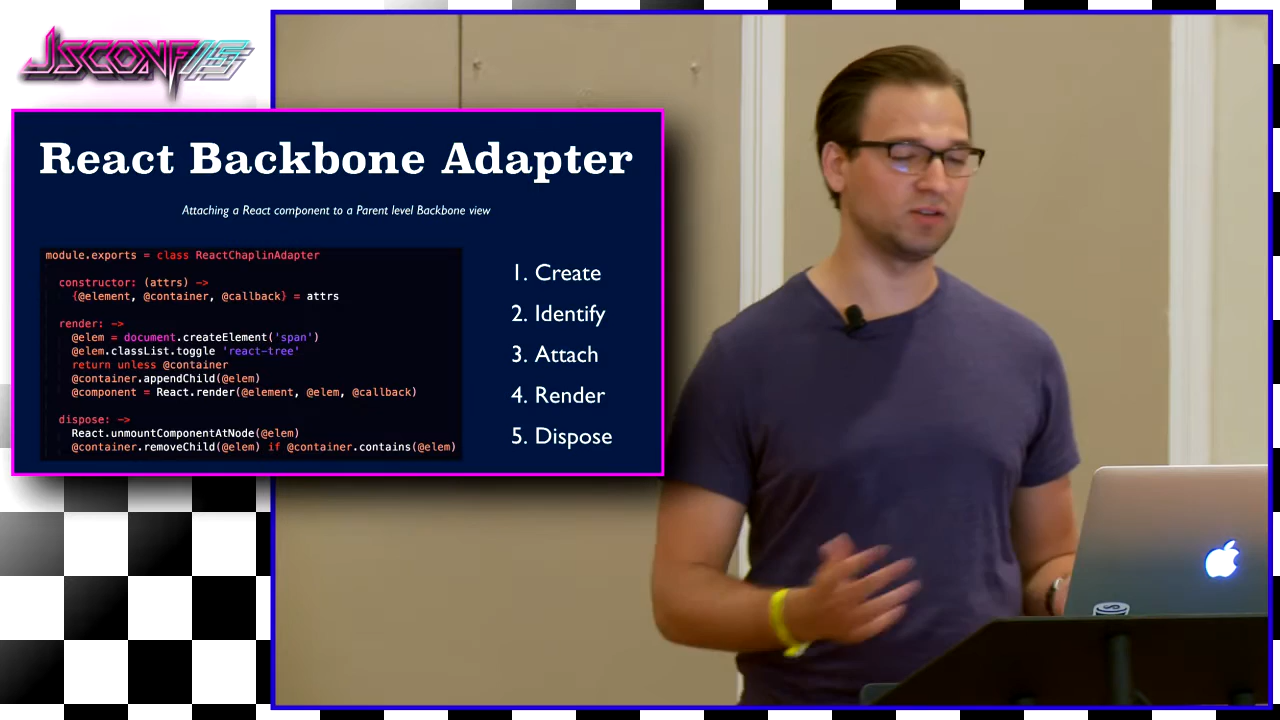 JSCONF15
React Backbone Adapter
Attaching a React component to a Parent level Backbone view
module.exports = class ReactChaplinAdapter
constructor: (attrs) ->
{@element, @container, @callback} = attrs
render: ->
@elem = document.createElement('span')
@elem.classList.toggle 'react-tree'
return unless @container
@container.appendChild(@elem)
@component = React.render(@element, @elem, @callback)
dispose: ->
React.unmountComponentAtNode(@elem)
@container.removeChild(@elem) if @container.contains(@elem)
1. Create
2. Identify
3. Attach
4. Render
5. Dispose